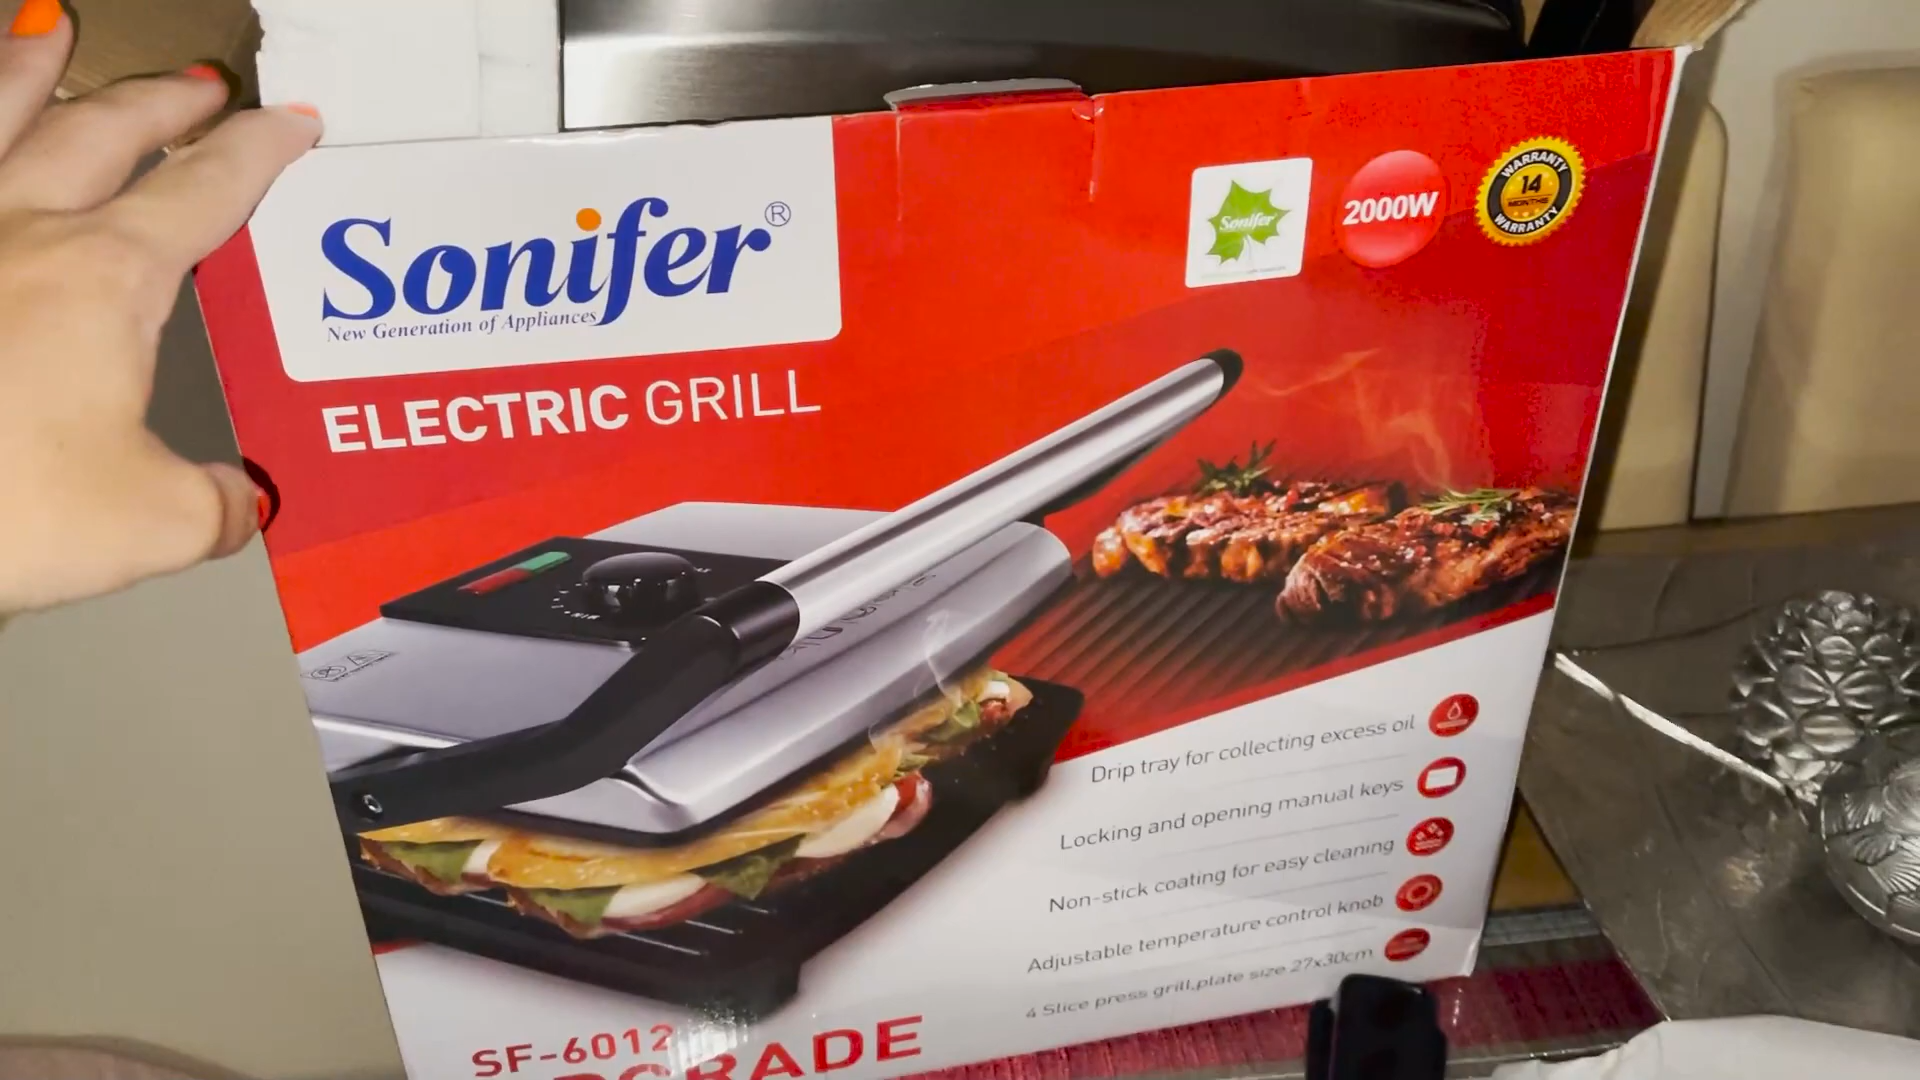 Sonifer®
New Generation of Appliances
ELECTRIC GRILL
Sonifer
2000W
WARRANTY
14
MONTHS
WARRANTY
MIN
Drip tray for collecting excess oil
Locking and opening manual keys
Non-stick coating for easy cleaning
Adjustable temperature control knob
4 Slice press grill,plate size 27x30cm
SF-6012
GRADE